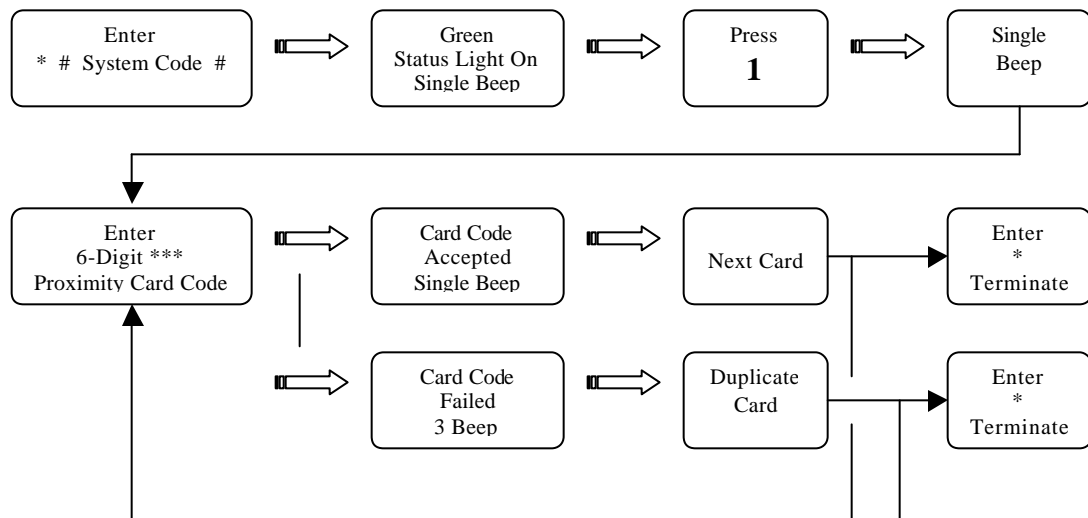 Enter
* # System Code #
Green
Status Light On
Single Beep
Press
1
Single
Beep
Enter
6-Digit ***
Proximity Card Code
Card Code
Accepted
Single Beep
Next Card
Enter
*
Terminate
Card Code
Failed
3 Beep
Duplicate
Card
Enter
*
Terminate